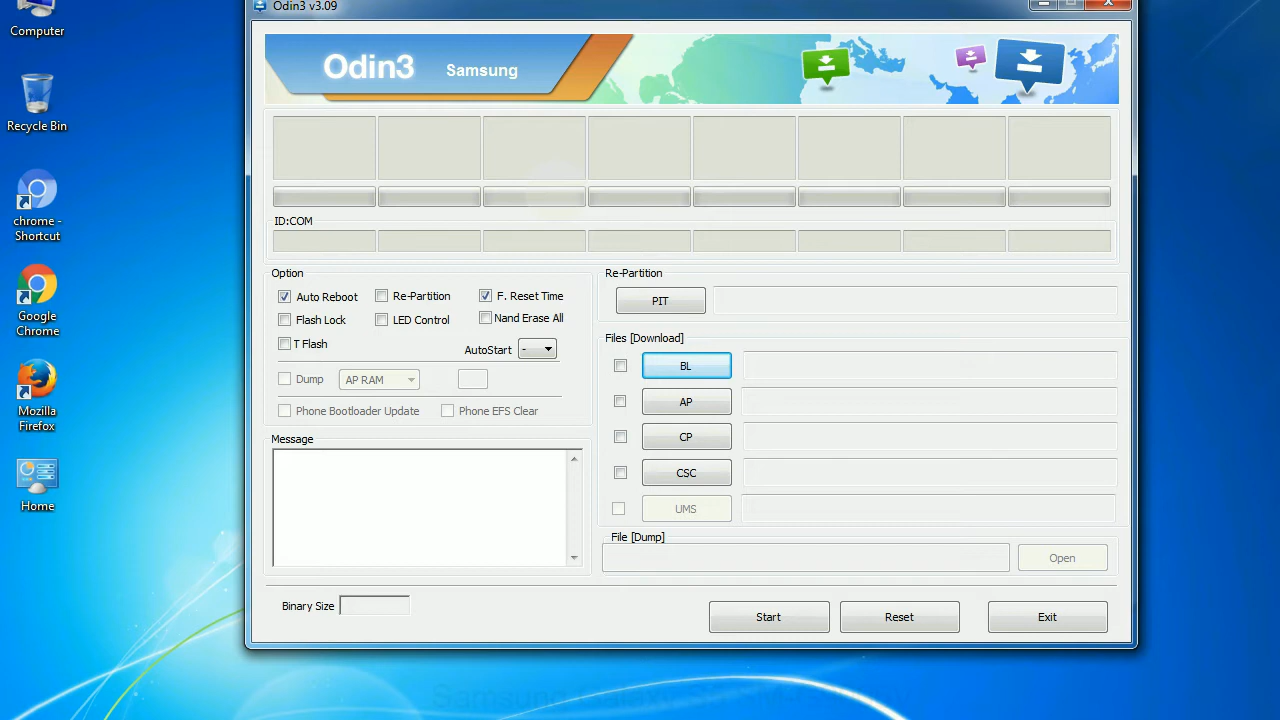 Computer
Recycle Bin
chrome -
Shortcut
Google
Chrome
Mozilla
Firefox
Home
Odin3 v3.09
Odin3 Samsung
ID:COM
Option
Auto Reboot
Re-Partition
F. Reset Time
Flash Lock
LED Control
Nand Erase All
T Flash
AutoStart -
Dump
AP RAM
Phone Bootloader Update
Phone EFS Clear
Message
Re-Partition
PIT
Files [Download]
BL
AP
CP
CSC
UMS
File [Dump]
Open
Binary Size
Start
Reset
Exit
Samsung Galaxy